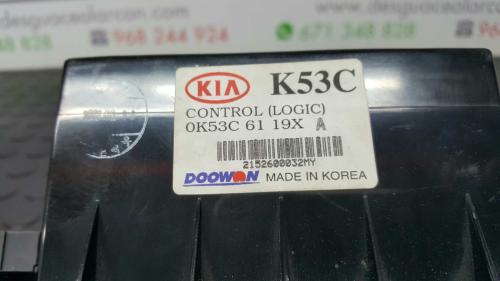 desguacealarcon.com
968 244 924
671 348 828
KIA K53C
CONTROL (LOGIC)
0K53C 61 19X A
2152600032MY
DOOWON MADE IN KOREA